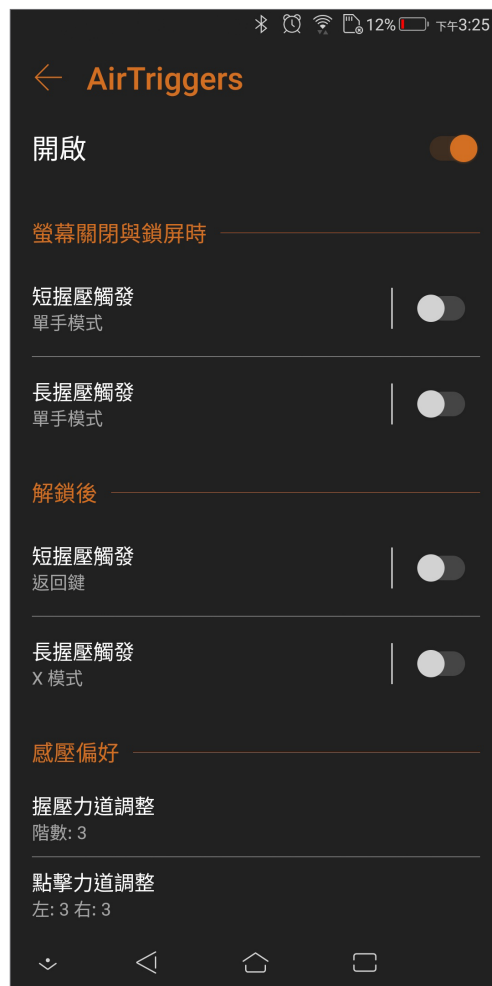 12% 下午3:25
AirTriggers
開啟
螢幕關閉與鎖屏時
短握壓觸發
單手模式
長握壓觸發
單手模式
解鎖後
短握壓觸發
返回鍵
長握壓觸發
X 模式
感壓偏好
握壓力道調整
階數: 3
點擊力道調整
左: 3 右: 3